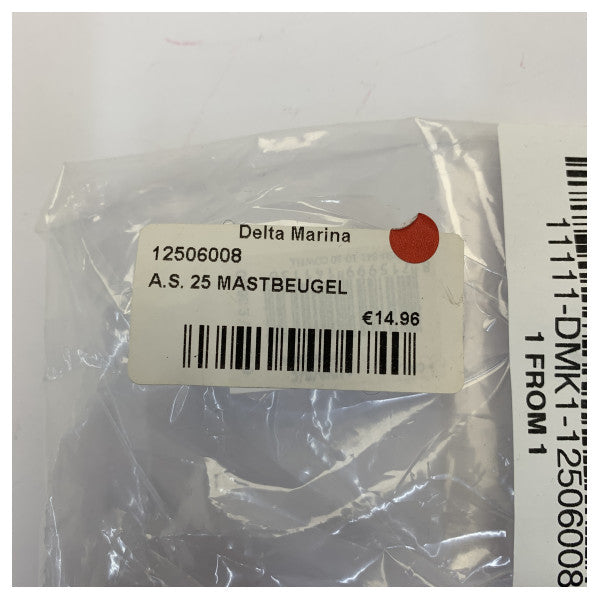 Delta Marina
12506008
A.S. 25 MASTBEUGEL
€14.96
11111-DMK1-12506008
1 FROM 1